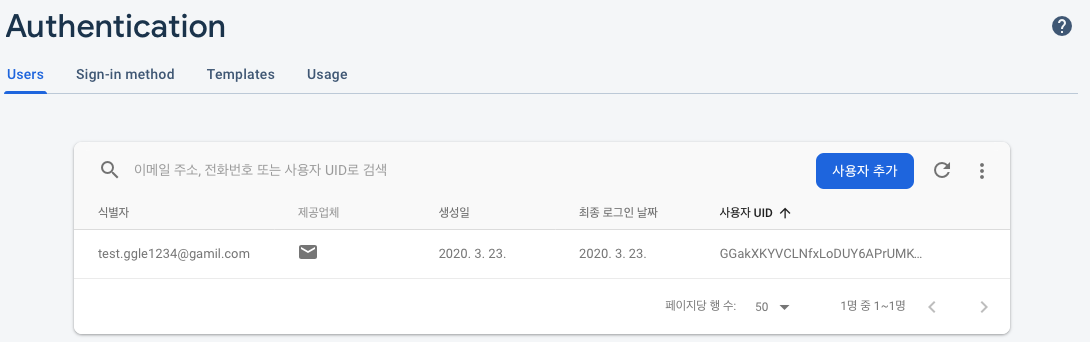 Authentication
Users Sign-in method Templates Usage
이메일 주소, 전화번호 또는 사용자 UID로 검색 사용자 추가
식별자 제공업체 생성일 최종 로그인 날짜 사용자 UID
test.ggle1234@gamil.com 2020. 3. 23. 2020. 3. 23. GGakXKYVCLNfxLoDUY6APrUMK...
페이지당 행 수: 50 1명 중 1~1명